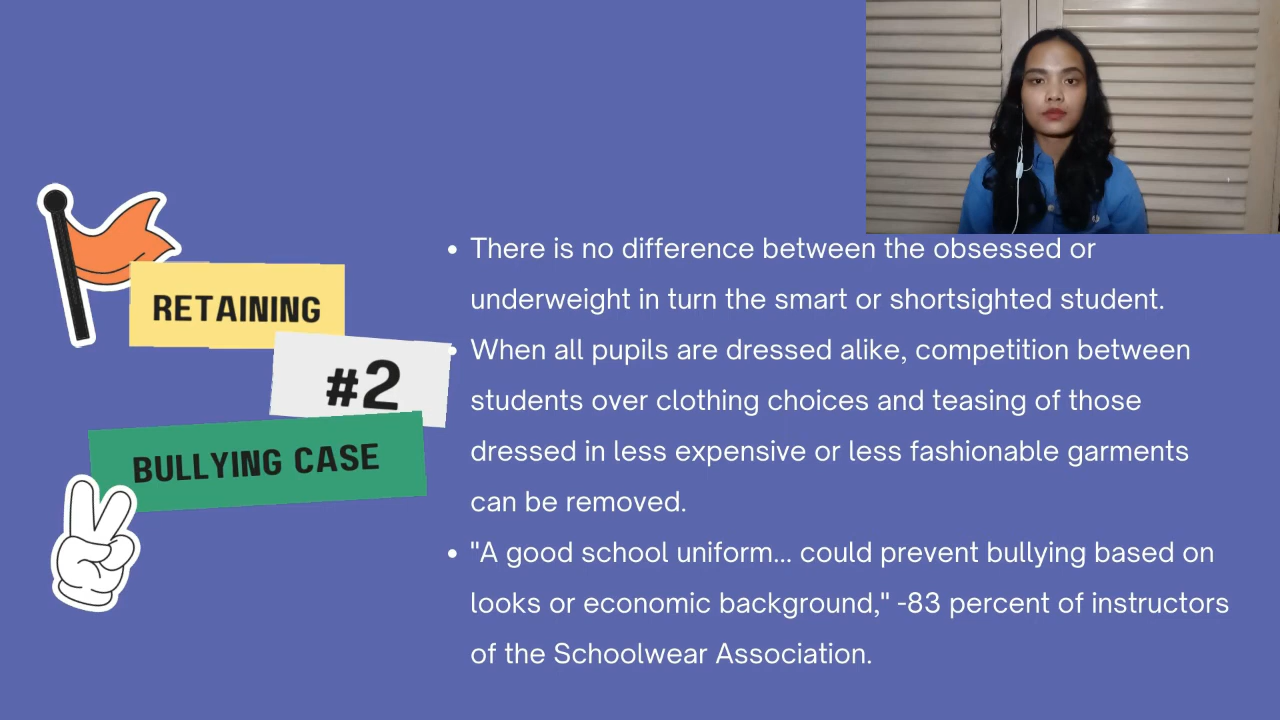 RETAINING
#2
BULLYING CASE
• There is no difference between the obsessed or
underweight in turn the smart or shortsighted student.
• When all pupils are dressed alike, competition between
students over clothing choices and teasing of those
dressed in less expensive or less fashionable garments
can be removed.
• "A good school uniform... could prevent bullying based on
looks or economic background," -83 percent of instructors
of the Schoolwear Association.